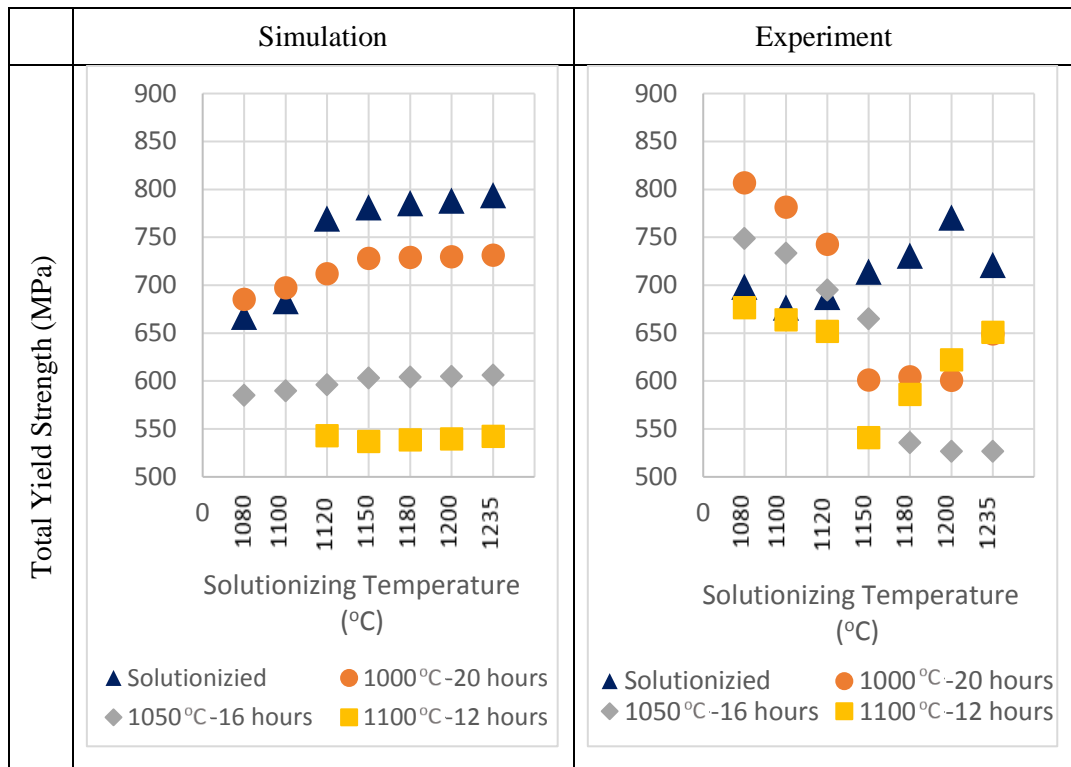 Simulation
Experiment
Total Yield Strength (MPa)
900
850
800
750
700
650
600
550
500
0
1080
1100
1120
1150
1180
1200
1235
Solutionizing Temperature
(°C)
Solutionizied
1000°C-20 hours
1050°C-16 hours
1100°C-12 hours
900
850
800
750
700
650
600
550
500
0
1080
1100
1120
1150
1180
1200
1235
Solutionizing Temperature
(°C)
Solutionizied
1000°C-20 hours
1050°C-16 hours
1100°C-12 hours